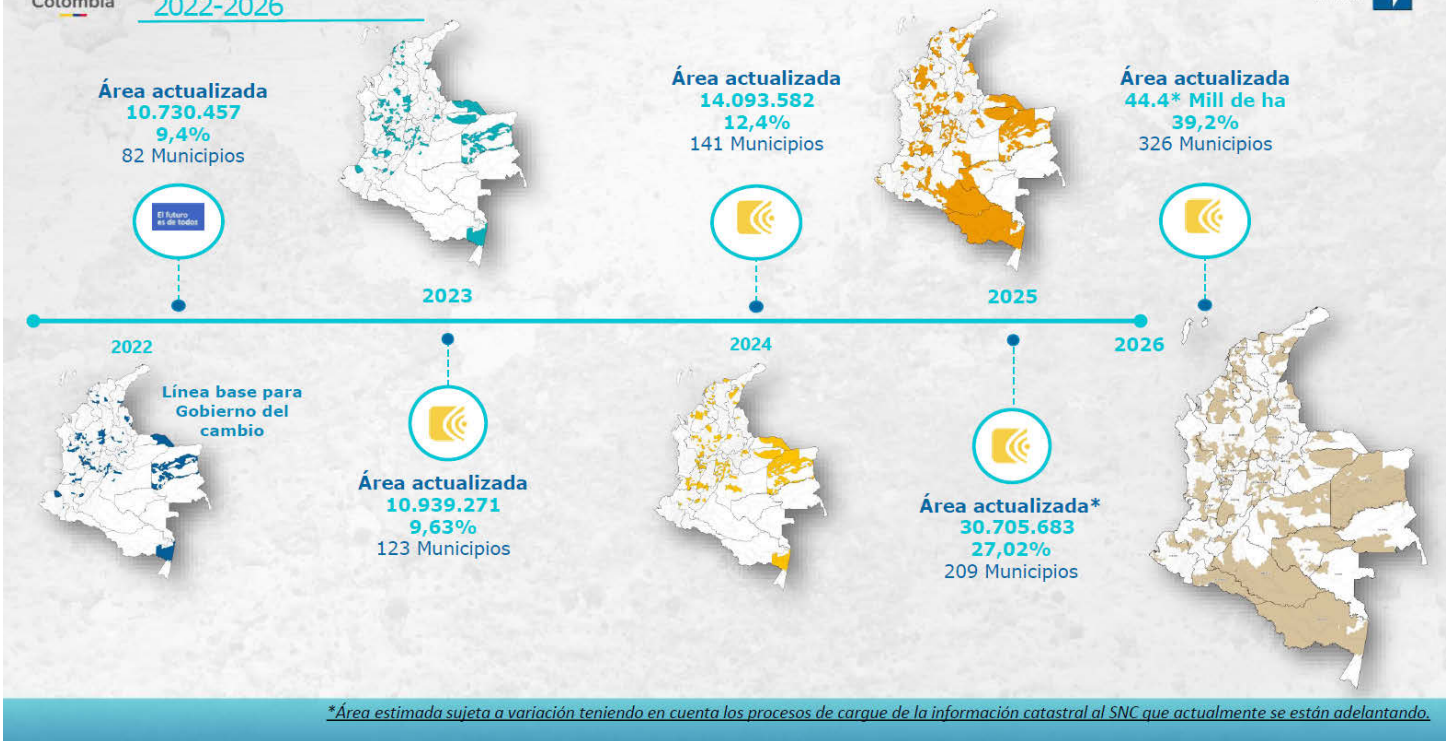 Colombia
2022-2026
Área actualizada
10.730.457
9,4%
82 Municipios
El futuro
es de todos
Área actualizada
14.093.582
12,4%
141 Municipios
Área actualizada
44.4* Mill de ha
39,2%
326 Municipios
2023
2025
2022
2024
2026
Línea base para
Gobierno del
cambio
Área actualizada
10.939.271
9,63%
123 Municipios
Área actualizada*
30.705.683
27,02%
209 Municipios
*Área estimada sujeta a variación teniendo en cuenta los procesos de cargue de la información catastral al SNC que actualmente se están adelantando.